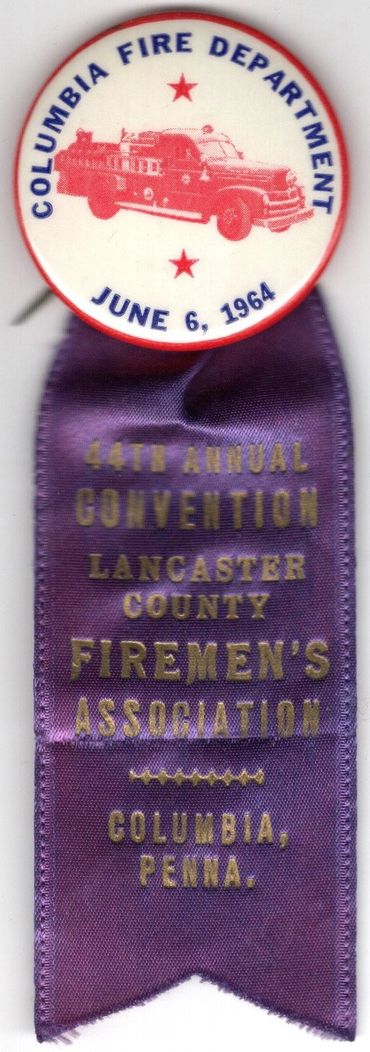 COLUMBIA FIRE DEPARTMENT
JUNE 6, 1964
44TH ANNUAL
CONVENTION
LANCASTER
COUNTY
FIREMEN'S
ASSOCIATION
COLUMBIA,
PENNA.